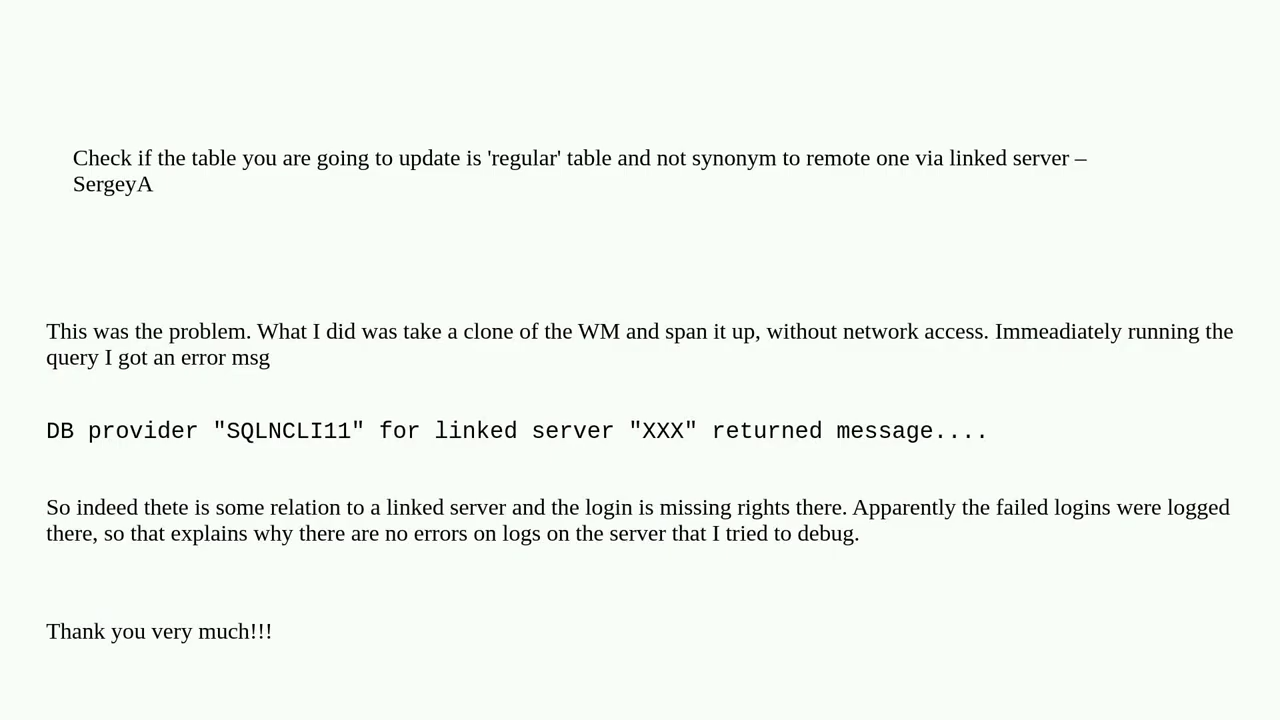 Check if the table you are going to update is 'regular' table and not synonym to remote one via linked server –
SergeyA
This was the problem. What I did was take a clone of the WM and span it up, without network access. Immeadiately running the
query I got an error msg
DB provider "SQLNCLI11" for linked server "XXX" returned message....
So indeed thete is some relation to a linked server and the login is missing rights there. Apparently the failed logins were logged
there, so that explains why there are no errors on logs on the server that I tried to debug.
Thank you very much!!!